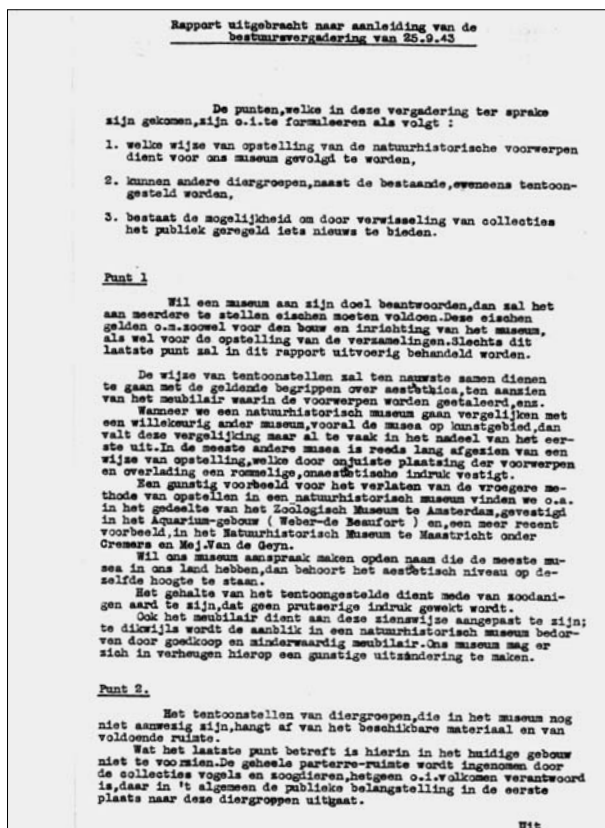 Rapport uitgebracht naar aanleiding van de
bestuursvergadering van 25.9.43
De punten,welke in deze vergadering ter sprake
zijn gekomen,zijn o.i.te formuleeren als volgt :
1. welke wijze van opstelling van de natuurhistorische voorwerpen
dient voor ons museum gevolgd te worden,
2. kunnen andere diergroepen,naast de bestaande,eveneens tentoon-
gesteld worden,
3. bestaat de mogelijkheid om door verwisseling van collecties
het publiek geregeld iets nieuws te bieden.
Punt 1
Wil een museum aan zijn doel beantwoorden,dan zal het
aan meerdere te stellen eischen moeten voldoen.Deze eischen
gelden o.m.zoowel voor den bouw en inrichting van het museum,
als wel voor de opstelling van de verzamelingen.Slechts dit
laatste punt zal in dit rapport uitvoerig behandeld worden.
De wijze van tentoonstellen zal ten nauwste samen dienen
te gaan met de geldende begrippen over aesthethica,ten aanzien
van het meubilair waarin de voorwerpen worden geetaleerd,enz.
Wanneer we een natuurhistorisch museum gaan vergelijken met
een willekeurig ander museum,vooral de musea op kunstgebied,dan
valt deze vergelijking maar al te vaak in het nadeel van het eer-
ste uit.In de meeste andere musea is reeds lang afgezien van een
wijze van opstelling,welke door onjuiste plaatsing der voorwerpen
en overlading een rommelige,onaesthetische indruk vestigt.
Een gunstig voorbeeld voor het verlaten van de vroegere me-
thode van opstellen in een natuurhistorisch museum vinden we o.a.
in het gedeelte van het Zoologisch Museum te Amsterdam,gevestigd
in het Aquarium-gebouw ( Weber-de Beaufort ) en,een meer recent
voorbeeld,in het Natuurhistorisch Museum te Maastricht onder
Cremers en Mej.Van de Geyn.
Wil ons museum aanspraak maken opden naam die de meeste mu-
sea in ons land hebben,dan behoort het aesthetisch niveau op de-
zelfde hoogte te staan.
Het gehalte van het tentoongestelde dient mede van zoodani-
gen aard te zijn,dat geen prutserige indruk gewekt wordt.
Ook het meubilair dient aan deze zienswijze aangepast te zijn;
te dikwijls wordt de aanblik in een natuurhistorisch museum bedor-
ven door goedkoop en minderwaardig meubilair.Ons museum mag er
zich in verheugen hierop een gunstige uitzondering te maken.
Punt 2.
Het tentoonstellen van diergroepen,die in het museum nog
niet aanwezig zijn,hangt af van het beschikbare materiaal en van
voldoende ruimte.
Wat het laatste punt betreft is hierin in het huidige gebouw
niet te voorzien.De geheele parterre-ruimte wordt ingenomen door
de collecties vogels en zoogdieren,hetgeen o.i.volkomen verantwoord
is,daar in 't algemeen de publieke belangstelling in de eerste
plaats naar deze diergroppen uitgaat.
Uit